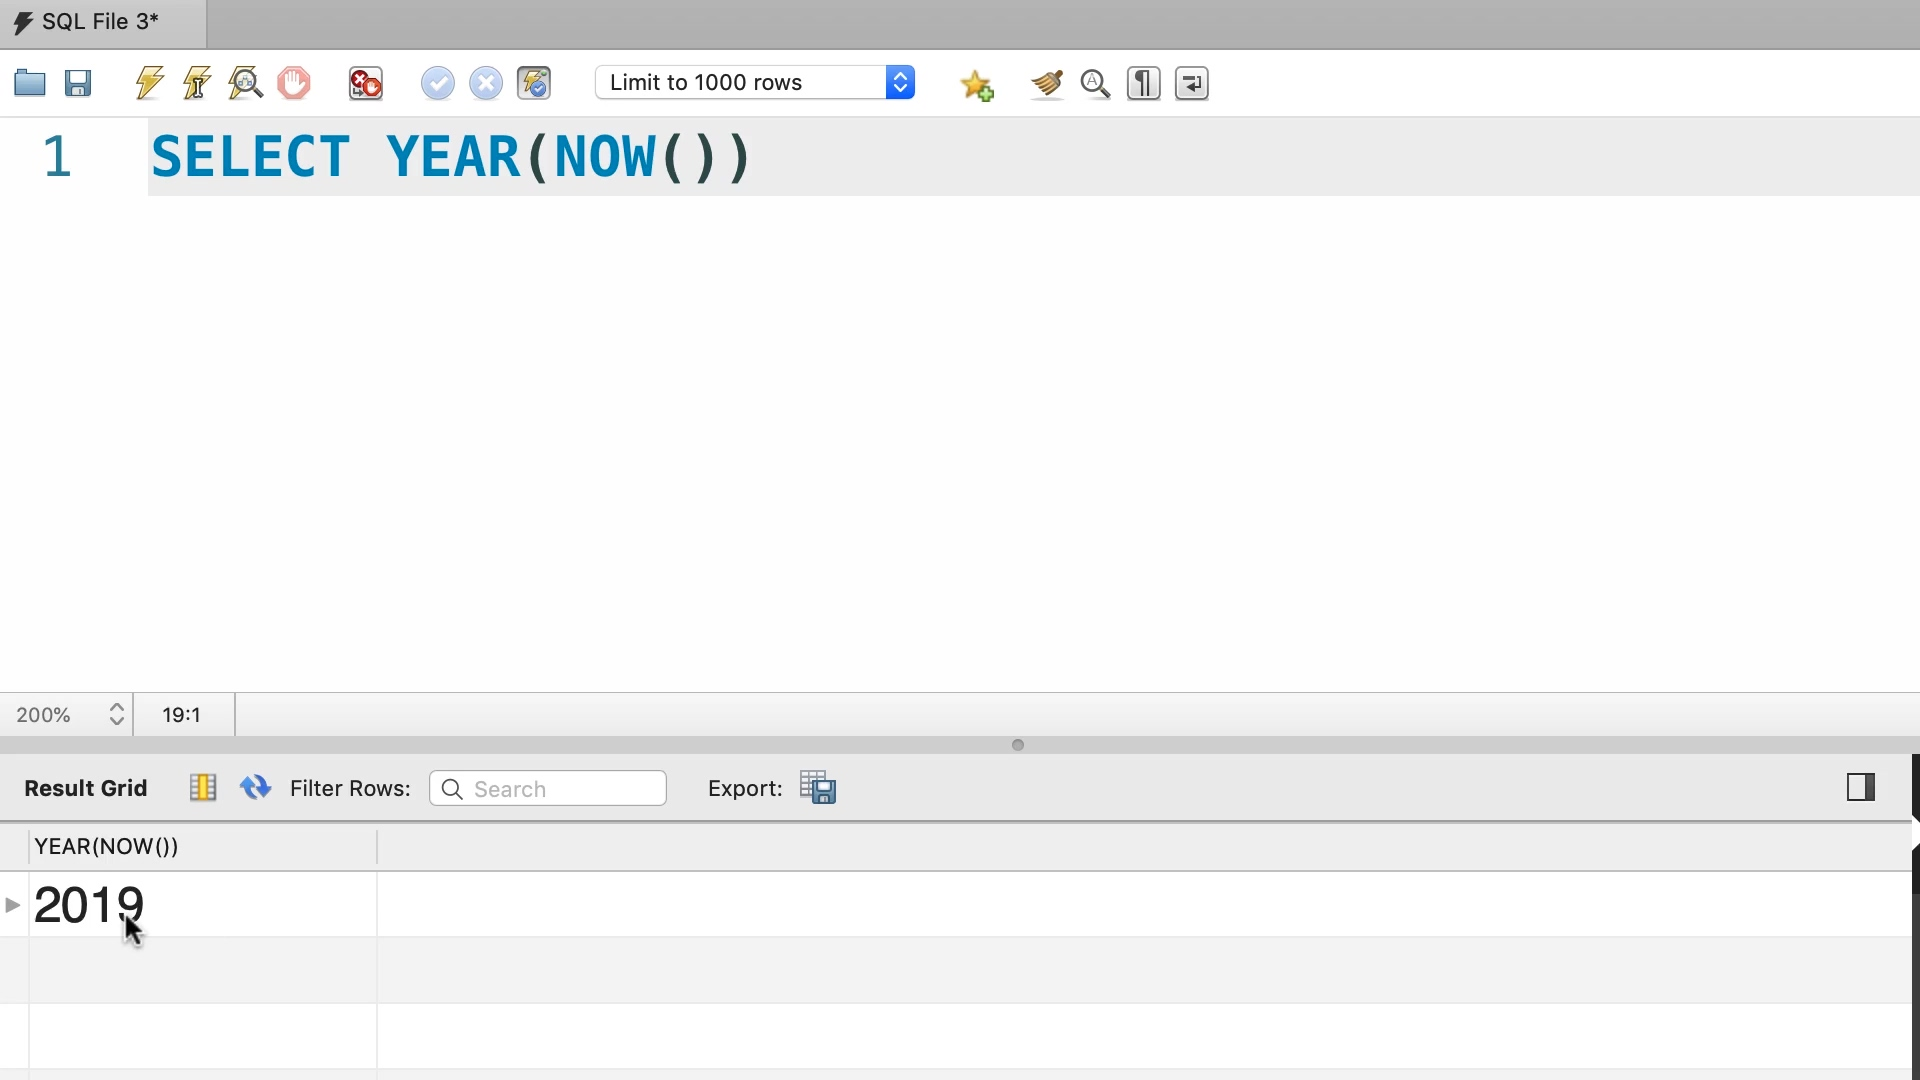 SQL File 3*
Limit to 1000 rows
1 SELECT YEAR(NOW())
200% 19:1
Result Grid Filter Rows: Search Export:
YEAR(NOW())
2019